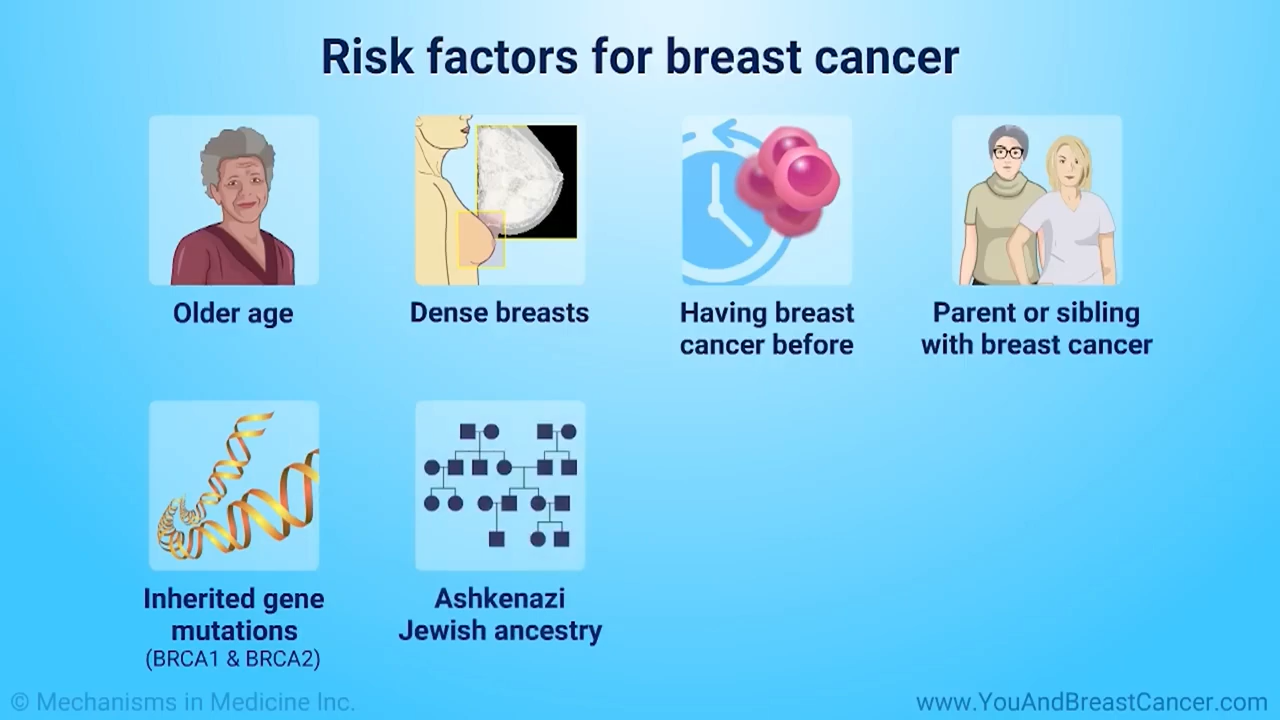 Risk factors for breast cancer
Older age
Dense breasts
Having breast
cancer before
Parent or sibling
with breast cancer
Inherited gene
mutations
(BRCA1 & BRCA2)
Ashkenazi
Jewish ancestry
© Mechanisms in Medicine Inc.
www.YouAndBreastCancer.com